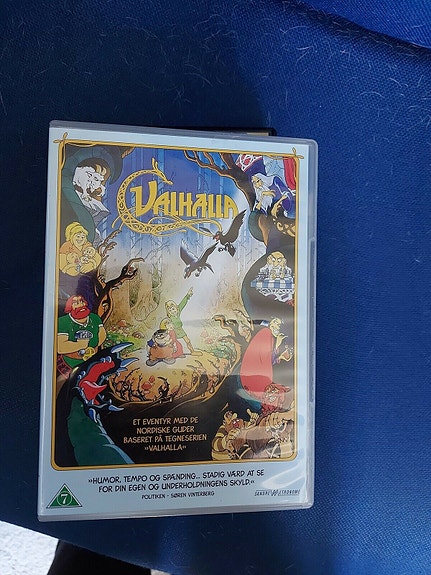 VALHALLA
ET EVENTYR MED DE
NORDISKE GUDER
BASERET PÅ TEGNESERIEN
»VALHALLA«
»HUMOR, TEMPO OG SPÆNDING... STADIG VÆRD AT SE
FOR DIN EGEN OG UNDERHOLDNINGENS SKYLD.«
POLITIKEN - SØREN VINTERBERG
7